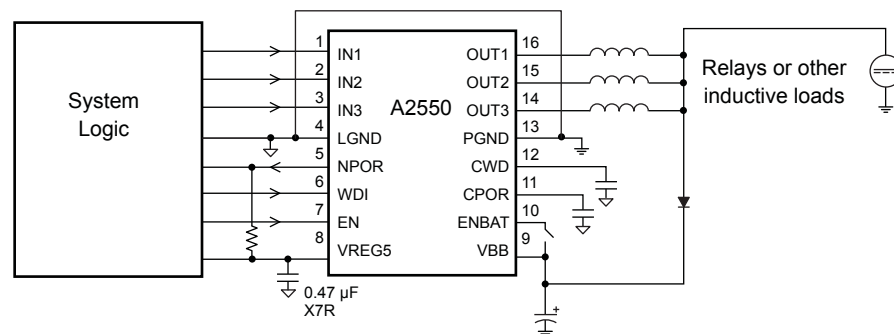 System
Logic
A2550
1
IN1
2
IN2
3
IN3
4
LGND
5
NPOR
6
WDI
7
EN
8
VREG5
16
OUT1
15
OUT2
14
OUT3
13
PGND
12
CWD
11
CPOR
10
ENBAT
9
VBB
0.47 µF
X7R
Relays or other
inductive loads
+